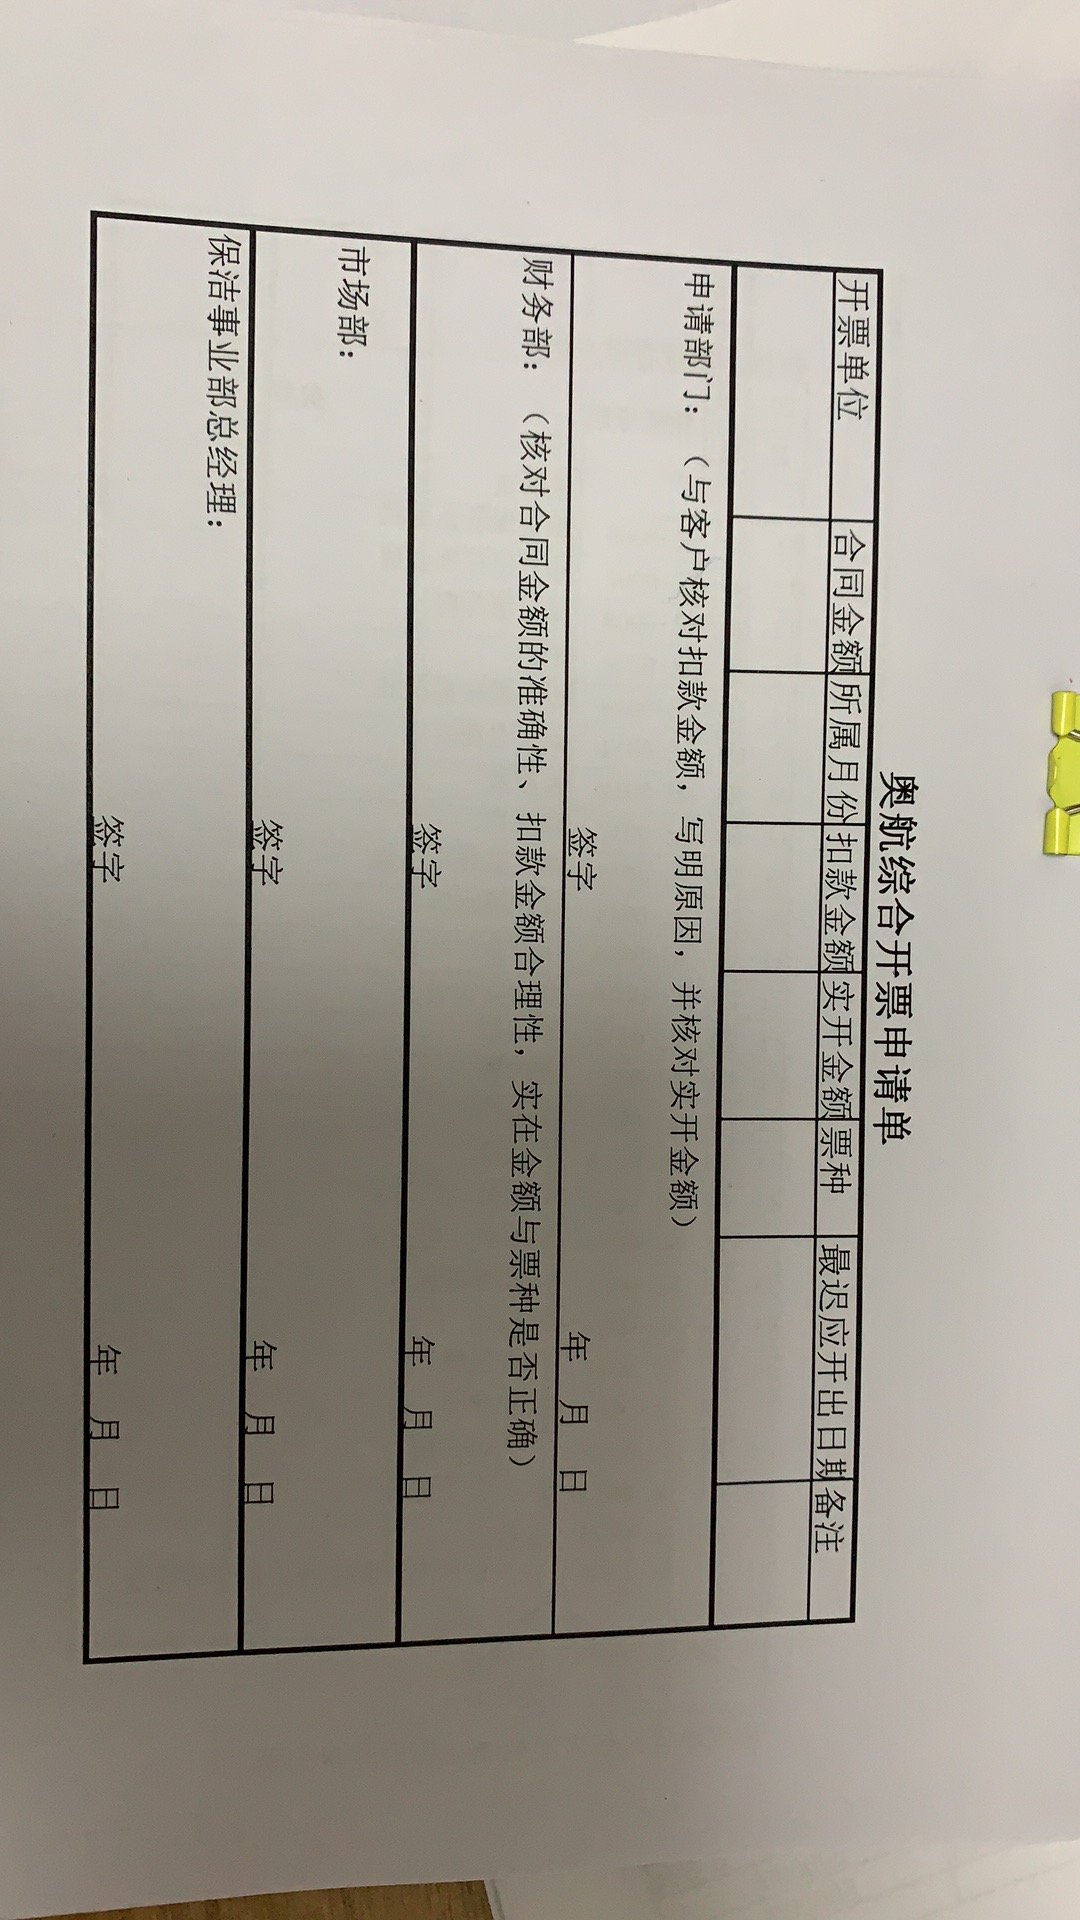 奥航综合开票申请单
开票单位 合同金额 所属月份 扣款金额 实开金额 票种 最迟应开出日期 备注
申请部门：（与客户核对扣款金额，写明原因，并核对实开金额）
签字 年 月 日
财务部：（核对合同金额的准确性、扣款金额合理性，实在金额与票种是否正确）
签字 年 月 日
市场部：
签字 年 月 日
保洁事业部总经理：
签字 年 月 日